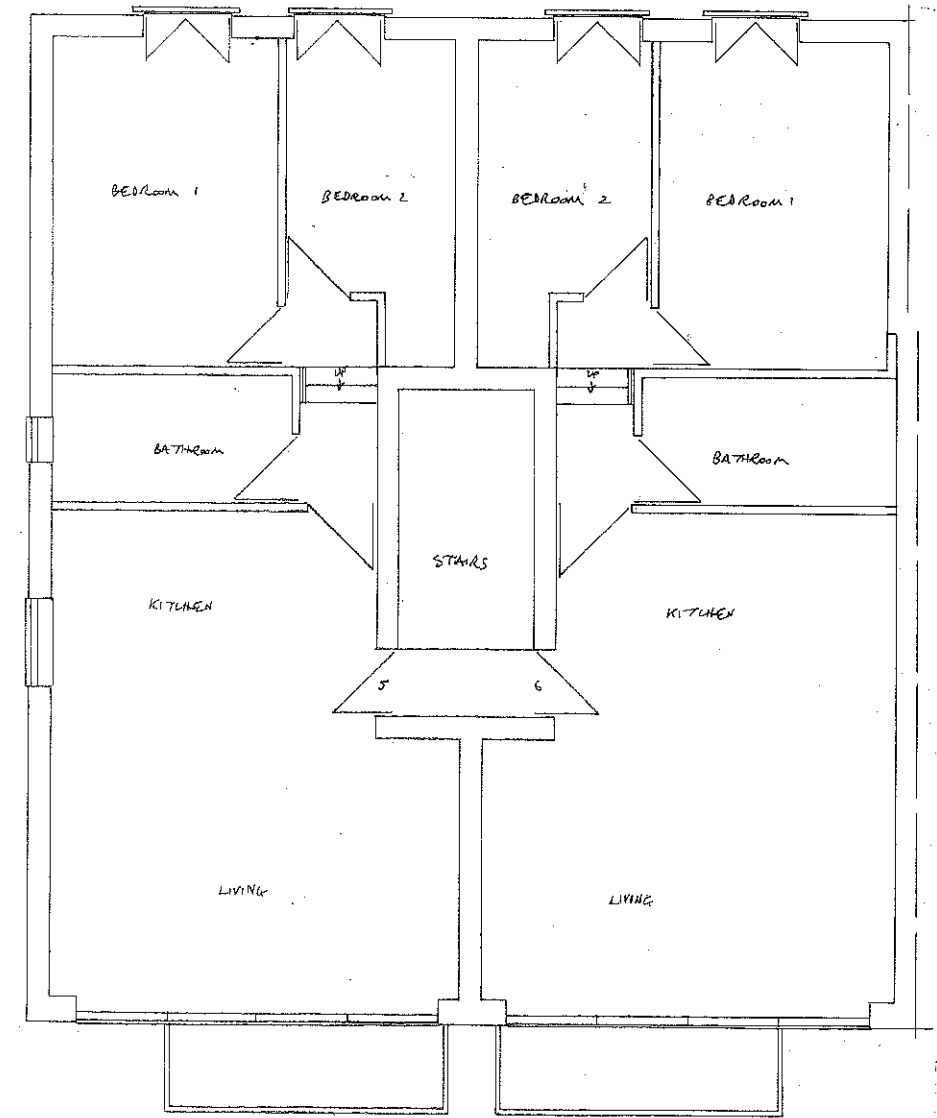 BEDROOM 1
BEDROOM 2
BEDROOM 2
BEDROOM 1
UP
UP
BATHROOM
BATHROOM
STAIRS
KITCHEN
KITCHEN
5
6
LIVING
LIVING